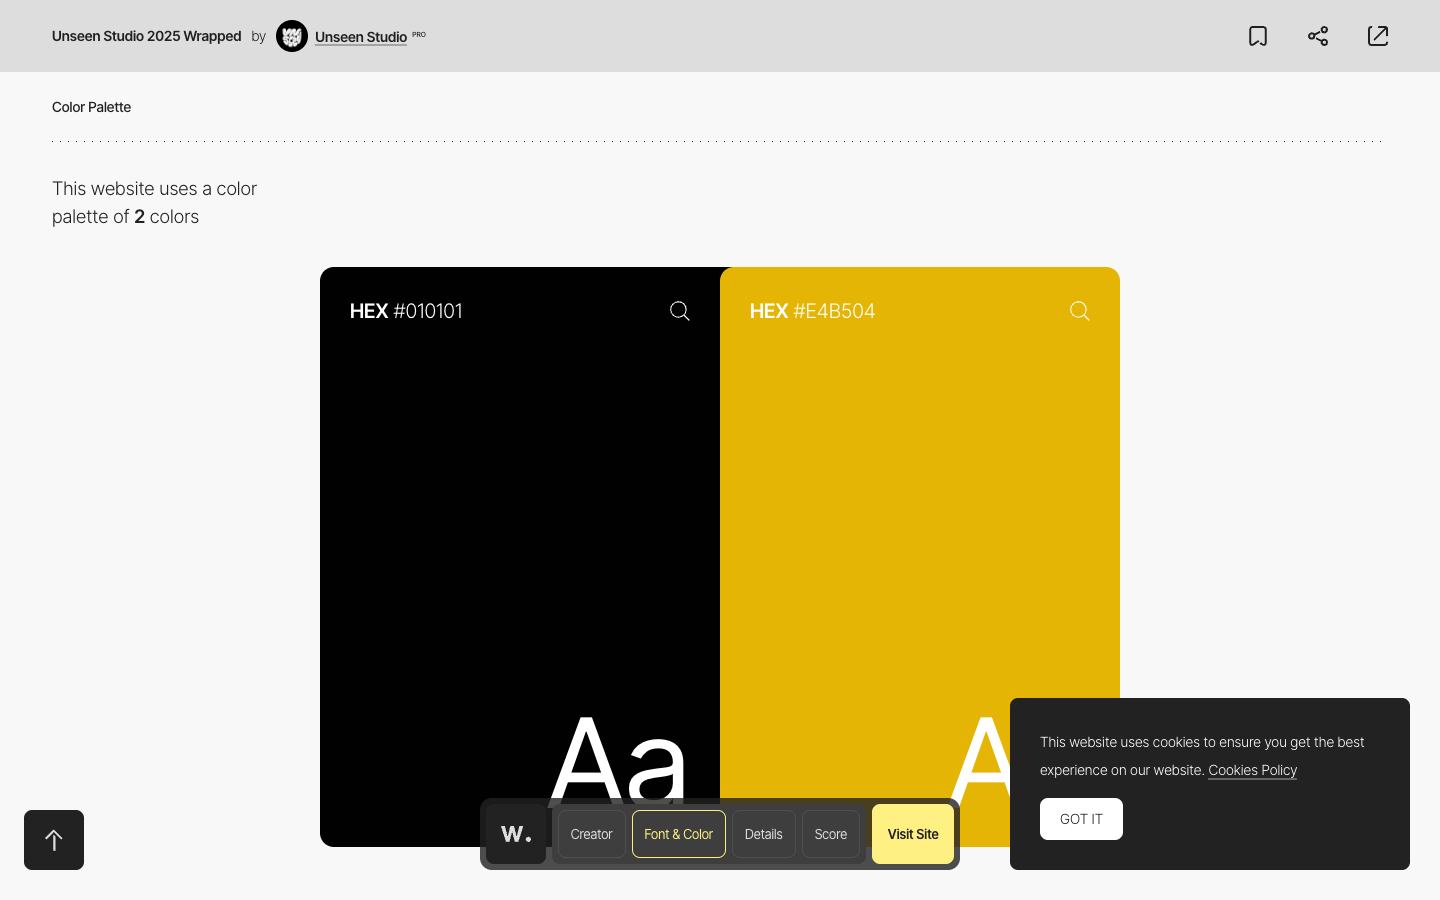 Unseen Studio 2025 Wrapped by Unseen Studio PRO
Color Palette
This website uses a color
palette of 2 colors
HEX #010101
HEX #E4B504
Aa
A
This website uses cookies to ensure you get the best
experience on our website. Cookies Policy
GOT IT
W. Creator Font & Color Details Score Visit Site